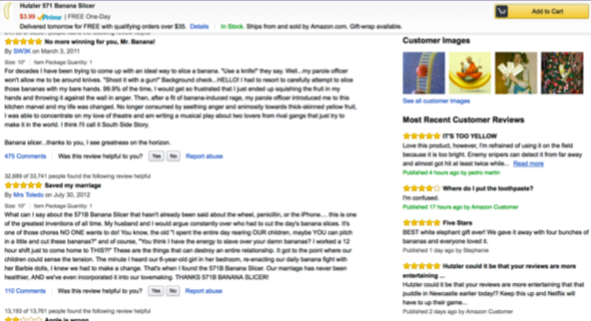 Hutzler 571 Banana Slicer
$3.99 Prime | FREE One-Day
Delivered tomorrow for FREE with qualifying orders over $35. Details | In Stock. Ships from and sold by Amazon.com. Gift-wrap available.
Add to Cart
No more winning for you, Mr. Banana!
By SW3K on March 3, 2011
Size: 10" | Item Package Quantity: 1
For decades I have been trying to come up with an ideal way to slice a banana. "Use a knife!" they say. Well...my parole officer
won't allow me to be around knives. "Shoot it with a gun!" Background check...HELLO! I had to resort to carefully attempt to slice
those bananas with my bare hands. 99.9% of the time, I would get so frustrated that I just ended up squishing the fruit in my
hands and throwing it against the wall in anger. Then, after a fit of banana-induced rage, my parole officer introduced me to this
kitchen marvel and my life was changed. No longer consumed by seething anger and animosity towards thick-skinned yellow fruit,
I was able to concentrate on my love of theatre and am writing a musical play about two lovers from rival gangs that just try to
make it in the world. I think I'll call it South Side Story.
Banana slicer...thanks to you, I see greatness on the horizon.
475 Comments | Was this review helpful to you? Yes No Report abuse
32,689 of 33,741 people found the following review helpful
Saved my marriage
By Mrs Toledo on July 30, 2012
Size: 10" | Item Package Quantity: 1
What can I say about the 571B Banana Slicer that hasn't already been said about the wheel, penicillin, or the iPhone.... this is one
of the greatest inventions of all time. My husband and I would argue constantly over who had to cut the day's banana slices. It's
one of those chores NO ONE wants to do! You know, the old "I spent the entire day rearing OUR children, maybe YOU can pitch
in a little and cut these bananas?" and of course, "You think I have the energy to slave over your damn bananas? I worked a 12
hour shift just to come home to THIS?!" These are the things that can destroy an entire relationship. It got to the point where our
children could sense the tension. The minute I heard our 6-year-old girl in her bedroom, re-enacting our daily banana fight with
her Barbie dolls, I knew we had to make a change. That's when I found the 571B Banana Slicer. Our marriage has never been
healthier, AND we've even incorporated it into our lovemaking. THANKS 571B BANANA SLICER!
110 Comments | Was this review helpful to you? Yes No Report abuse
13,193 of 13,761 people found the following review helpful
Customer Images
See all customer images
Most Recent Customer Reviews
IT'S TOO YELLOW
Love this product, however, I'm refrained of using it on the field
because it is too bright. Enemy snipers can detect it from far away
and almost got hit at least twice while... Read more
Published 4 hours ago by pedro martin
Where do I put the toothpaste?
I'm confused.
Published 17 hours ago by Amazon Customer
Five Stars
BEST white elephant gift ever! We gave it away with four bunches of
bananas and everyone loved it.
Published 1 day ago by Stephanie
Hutzler could it be that your reviews are more
entertaining ...
Hutzler could it be that your reviews are more entertaining that that
puddle in Newcastle earlier today!? Keep this up and Netflix will
have to up their game...
Published 2 days ago by Amazon Customer